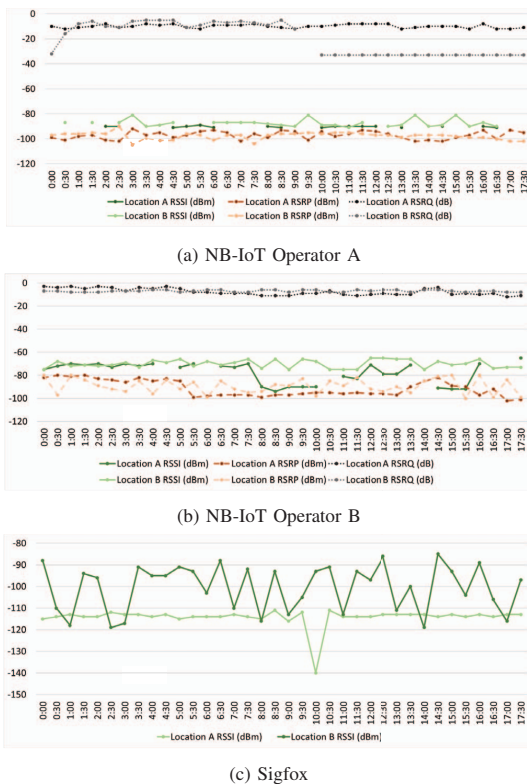 0
-20
-40
-60
-80
-100
-120
0:00 0:30 1:00 1:30 2:00 2:30 3:00 3:30 4:00 4:30 5:00 5:30 6:00 6:30 7:00 7:30 8:00 8:30 9:00 9:30 10:00 10:30 11:00 11:30 12:00 12:30 13:00 13:30 14:00 14:30 15:00 15:30 16:00 16:30 17:00 17:30
Location A RSSI (dBm) Location A RSRP (dBm) Location A RSRQ (dB)
Location B RSSI (dBm) Location B RSRP (dBm) Location B RSRQ (dB)
(a) NB-IoT Operator A
0
-20
-40
-60
-80
-100
-120
0:00 0:30 1:00 1:30 2:00 2:30 3:00 3:30 4:00 4:30 5:00 5:30 6:00 6:30 7:00 7:30 8:00 8:30 9:00 9:30 10:00 10:30 11:00 11:30 12:00 12:30 13:00 13:30 14:00 14:30 15:00 15:30 16:00 16:30 17:00 17:30
Location A RSSI (dBm) Location A RSRP (dBm) Location A RSRQ (dB)
Location B RSSI (dBm) Location B RSRP (dBm) Location B RSRQ (dB)
(b) NB-IoT Operator B
-80
-90
-100
-110
-120
-130
-140
-150
0:00 0:30 1:00 1:30 2:00 2:30 3:00 3:30 4:00 4:30 5:00 5:30 6:00 6:30 7:00 7:30 8:00 8:30 9:00 9:30 10:00 10:30 11:00 11:30 12:00 12:30 13:00 13:30 14:00 14:30 15:00 15:30 16:00 16:30 17:00 17:30
Location A RSSI (dBm) Location B RSSI (dBm)
(c) Sigfox